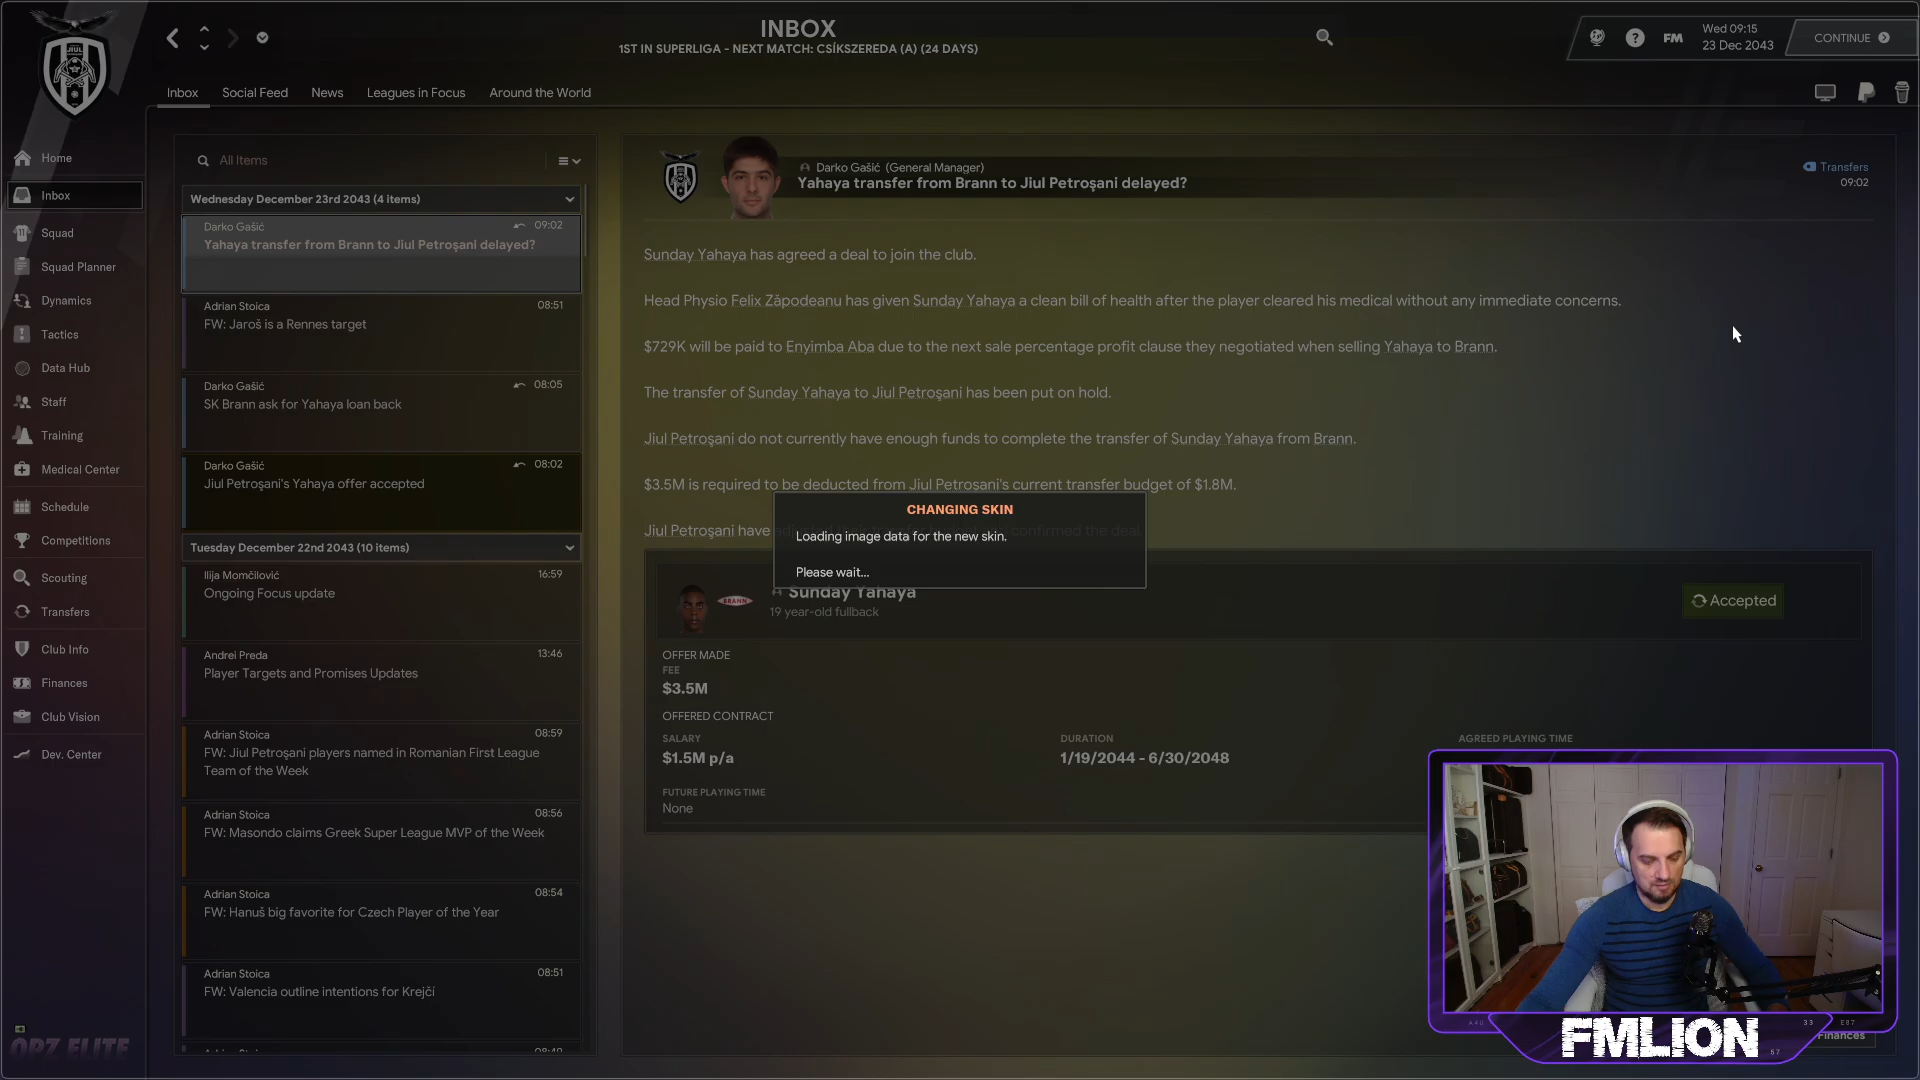 INBOX
1ST IN SUPERLIGA - NEXT MATCH: CSÍKSZEREDA (A) (24 DAYS)
FM
Wed 09:15
23 Dec 2043
CONTINUE
JIUL
Inbox
Social Feed
News
Leagues in Focus
Around the World
Home
Inbox
Squad
Squad Planner
Dynamics
Tactics
Data Hub
Staff
Training
Medical Center
Schedule
Competitions
Scouting
Transfers
Club Info
Finances
Club Vision
Dev. Center
OPZ ELITE
All Items
Wednesday December 23rd 2043 (4 items)
Darko Gašić
09:02
Yahaya transfer from Brann to Jiul Petroşani delayed?
Adrian Stoica
08:51
FW: Jaroš is a Rennes target
Darko Gašić
08:05
SK Brann ask for Yahaya loan back
Darko Gašić
08:02
Jiul Petroşani's Yahaya offer accepted
Tuesday December 22nd 2043 (10 items)
Ilija Momčilović
16:59
Ongoing Focus update
Andrei Preda
13:46
Player Targets and Promises Updates
Adrian Stoica
08:59
FW: Jiul Petroşani players named in Romanian First League
Team of the Week
Adrian Stoica
08:56
FW: Masondo claims Greek Super League MVP of the Week
Adrian Stoica
08:54
FW: Hanuš big favorite for Czech Player of the Year
Adrian Stoica
08:51
FW: Valencia outline intentions for Krejčí
Darko Gašić (General Manager)
Yahaya transfer from Brann to Jiul Petroşani delayed?
Transfers
09:02
Sunday Yahaya has agreed a deal to join the club.
Head Physio Felix Zăpodeanu has given Sunday Yahaya a clean bill of health after the player cleared his medical without any immediate concerns.
$729K will be paid to Enyimba Aba due to the next sale percentage profit clause they negotiated when selling Yahaya to Brann.
The transfer of Sunday Yahaya to Jiul Petroşani has been put on hold.
Jiul Petroşani do not currently have enough funds to complete the transfer of Sunday Yahaya from Brann.
$3.5M is required to be deducted from Jiul Petroşani's current transfer budget of $1.8M.
Jiul Petroşani have confirmed the deal
CHANGING SKIN
Loading image data for the new skin.
Please wait...
BRANN
Sunday Yahaya
19 year-old fullback
Accepted
OFFER MADE
FEE
$3.5M
OFFERED CONTRACT
SALARY
$1.5M p/a
DURATION
1/19/2044 - 6/30/2048
AGREED PLAYING TIME
FUTURE PLAYING TIME
None
FMLION
33
E87
57
Finances